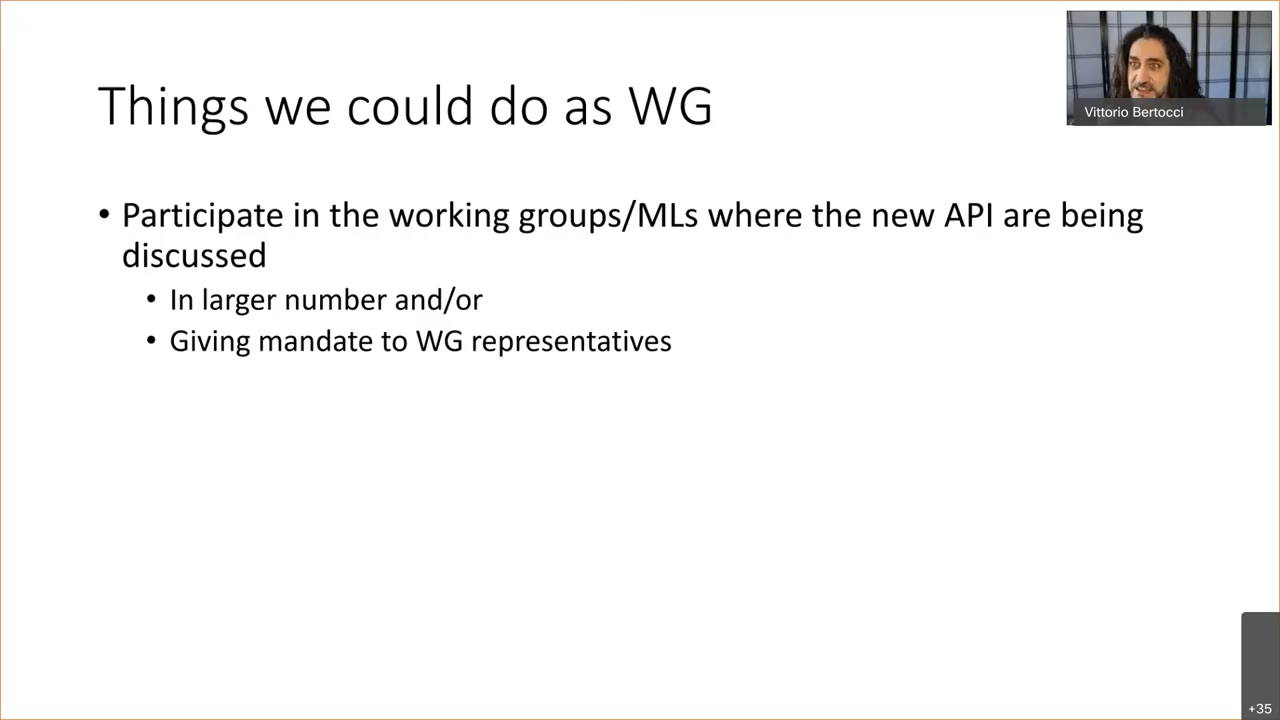 Things we could do as WG
Vittorio Bertocci
• Participate in the working groups/MLs where the new API are being
discussed
• In larger number and/or
• Giving mandate to WG representatives
+35